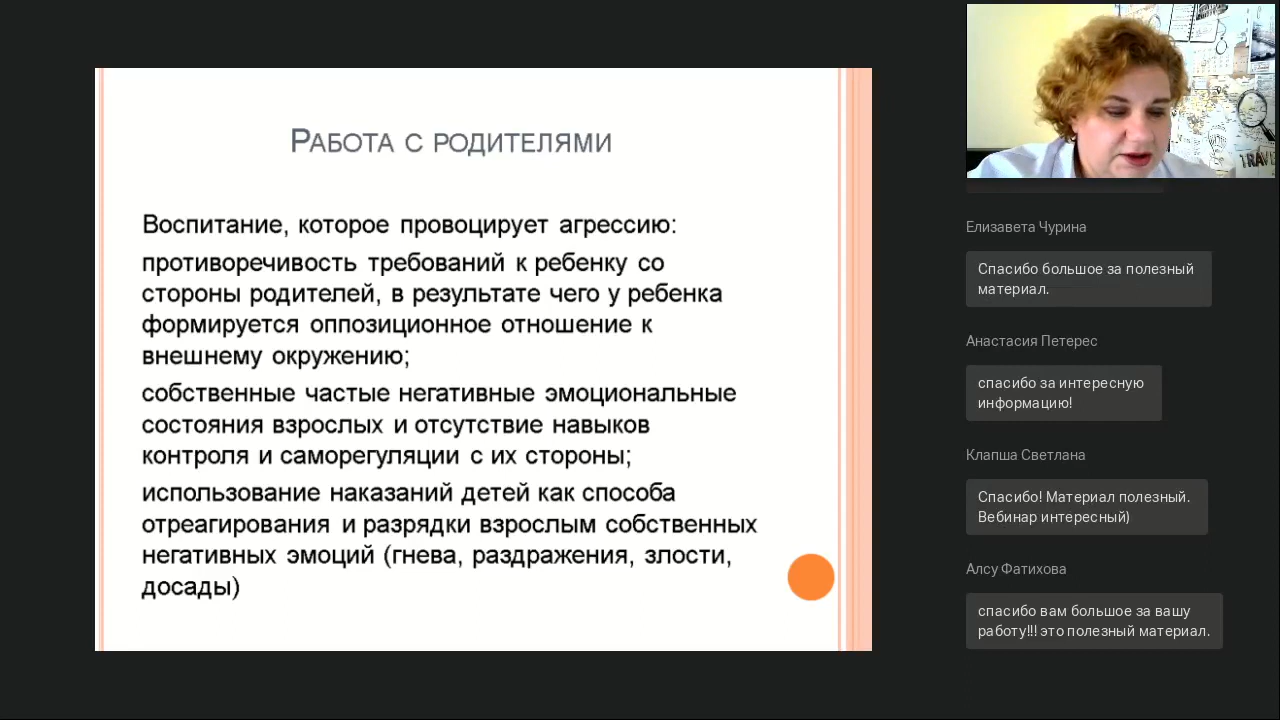 Работа с родителями
Воспитание, которое провоцирует агрессию:
противоречивость требований к ребенку со
стороны родителей, в результате чего у ребенка
формируется оппозиционное отношение к
внешнему окружению;
собственные частые негативные эмоциональные
состояния взрослых и отсутствие навыков
контроля и саморегуляции с их стороны;
использование наказаний детей как способа
отреагирования и разрядки взрослым собственных
негативных эмоций (гнева, раздражения, злости,
досады)
TRAV
Елизавета Чурина
Спасибо большое за полезный
материал.
Анастасия Петерес
спасибо за интересную
информацию!
Клапша Светлана
Спасибо! Материал полезный.
Вебинар интересный)
Алсу Фатихова
спасибо вам большое за вашу
работу!!! это полезный материал.